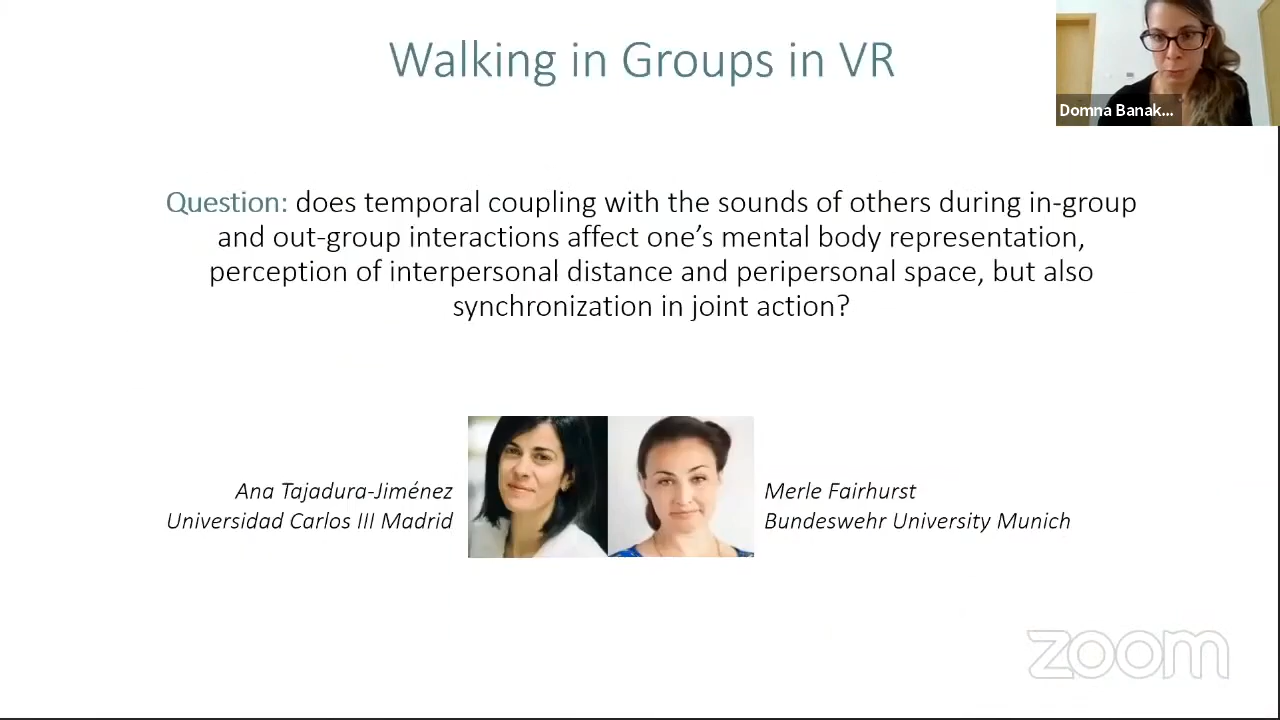 Walking in Groups in VR
Domna Banak...
Question: does temporal coupling with the sounds of others during in-group
and out-group interactions affect one's mental body representation,
perception of interpersonal distance and peripersonal space, but also
synchronization in joint action?
Ana Tajadura-Jiménez
Universidad Carlos III Madrid
Merle Fairhurst
Bundeswehr University Munich
zoom